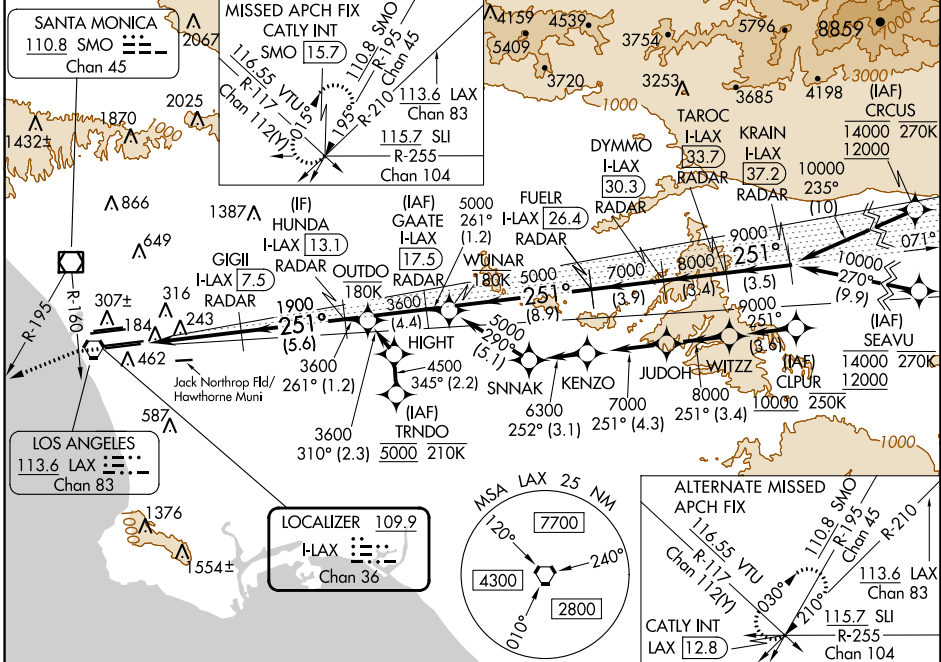 SANTA MONICA
110.8 SMO
Chan 45
2067
MISSED APCH FIX
CATLY INT
SMO 15.7
110.8 SMO
R-195
Chan 45
R-210
116.55 VTU
R-117
Chan 112(Y)
015°
195°
113.6 LAX
Chan 83
115.7 SLI
R-255
Chan 104
4159
4539
5409
3720
3754
3253
5796
8859
3685
4198
3000
1000
1000
1432±
1870
2025
866
649
1387
316
243
307±
184
462
587
1376
1554±
R-195
R-160
(IAF)
CRCUS
14000 270K
12000
TAROC
I-LAX
33.7
RADAR
KRAIN
I-LAX
37.2
RADAR
DYMMO
I-LAX
30.3
RADAR
FUELR
I-LAX 26.4
RADAR
10000
235°
(10)
071°
(IF)
HUNDA
I-LAX 13.1
RADAR
(IAF)
GAATE
I-LAX
17.5
RADAR
5000
261°
(1.2)
WUNAR
180K
GIGII
I-LAX 7.5
RADAR
OUTDO
180K
1900
251°
(5.6)
3600
(4.4)
5000
251°
(8.9)
7000
(3.9)
8000
(3.4)
9000
251°
(3.5)
10000
270°
(9.9)
(IAF)
SEAVU
14000 270K
12000
9000
251°
(3.6)
(IAF)
CLPUR
10000 250K
WITZZ
JUDOH
KENZO
SNNAK
5000
290°
(5.1)
6300
252° (3.1)
7000
251° (4.3)
8000
251° (3.4)
HIGHT
4500
345° (2.2)
3600
261° (1.2)
3600
310° (2.3)
(IAF)
TRNDO
5000 210K
Jack Northrop Fld/
Hawthorne Muni
LOS ANGELES
113.6 LAX
Chan 83
LOCALIZER 109.9
I-LAX
Chan 36
MSA LAX 25 NM
120°
240°
010°
7700
4300
2800
1000
ALTERNATE MISSED
APCH FIX
116.55 VTU
R-117
Chan 112(Y)
110.8 SMO
R-195
Chan 45
R-210
030°
210°
113.6 LAX
Chan 83
115.7 SLI
R-255
Chan 104
CATLY INT
LAX 12.8